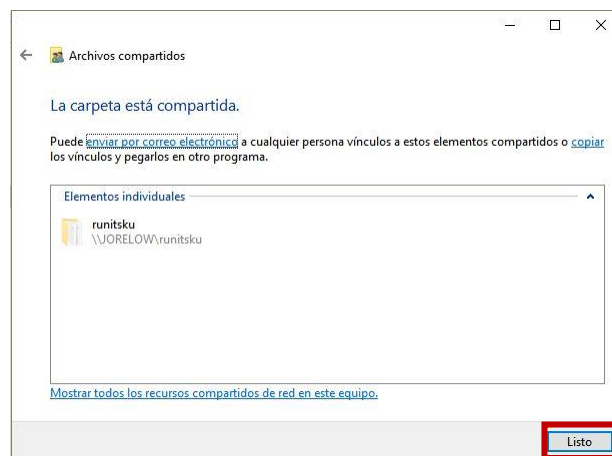 Archivos compartidos
La carpeta está compartida.
Puede enviar por correo electrónico a cualquier persona vínculos a estos elementos compartidos o copiar
los vínculos y pegarlos en otro programa.
Elementos individuales
runitsku
\\JORELOW\runitsku
Mostrar todos los recursos compartidos de red en este equipo.
Listo